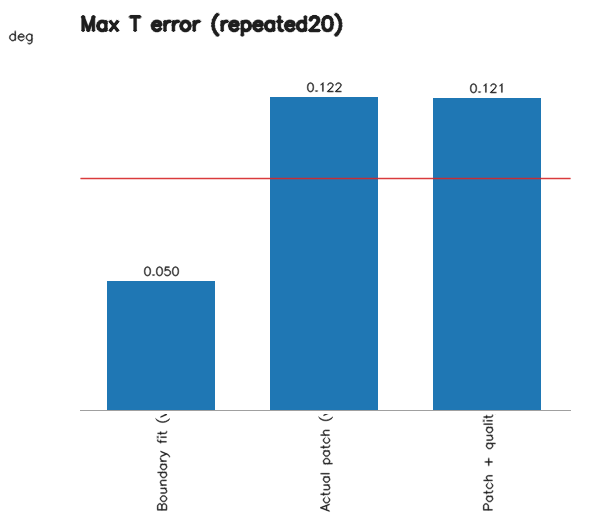 Max T error (repeated20)
deg
0.122
0.121
0.050
Boundary fit (
Actual patch (
Patch + qualit